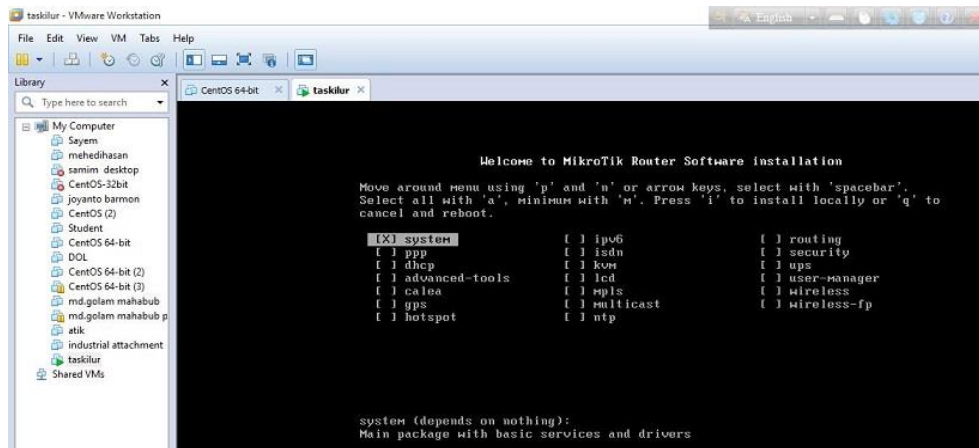 taskilur - VMware Workstation
English
File Edit View VM Tabs Help
Library
Type here to search
My Computer
Sayem
mehedihasan
samim desktop
CentOS-32bit
joyanto barmon
CentOS (2)
Student
CentOS 64-bit
DOL
CentOS 64-bit (2)
CentOS 64-bit (3)
md.golam mahabub
md.golam mahabub p
atik
industrial attachment
taskilur
Shared VMs
CentOS 64-bit
taskilur
Welcome to MikroTik Router Software installation
Move around menu using 'p' and 'n' or arrow keys, select with 'spacebar'.
Select all with 'a', minimum with 'm'. Press 'i' to install locally or 'q' to
cancel and reboot.
[X] system [ ] ipv6 [ ] routing
[ ] ppp [ ] isdn [ ] security
[ ] dhcp [ ] kvm [ ] ups
[ ] advanced-tools [ ] lcd [ ] user-manager
[ ] calea [ ] mpls [ ] wireless
[ ] gps [ ] multicast [ ] wireless-fp
[ ] hotspot [ ] ntp
system (depends on nothing):
Main package with basic services and drivers